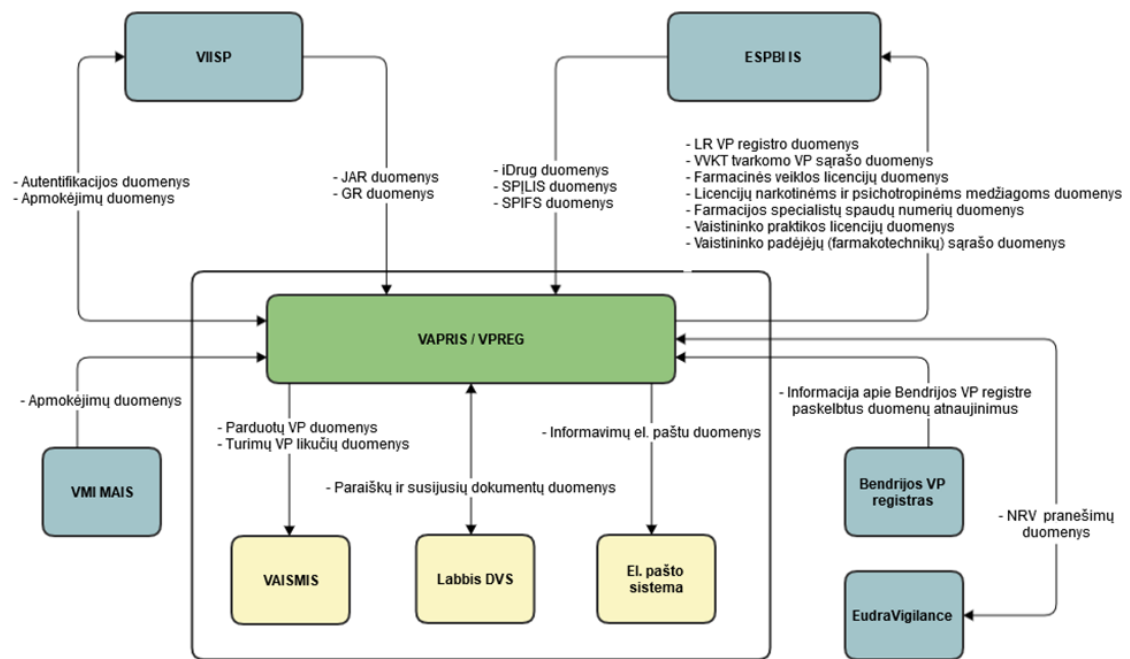 VIISP
ESPBI IS
- Autentifikacijos duomenys
- Apmokėjimų duomenys
- JAR duomenys
- GR duomenys
- iDrug duomenys
- SPĮLIS duomenys
- SPIFS duomenys
- LR VP registro duomenys
- VVKT tvarkomo VP sąrašo duomenys
- Farmacinės veiklos licencijų duomenys
- Licencijų narkotinėms ir psichotropinėms medžiagoms duomenys
- Farmacijos specialistų spaudų numerių duomenys
- Vaistininko praktikos licencijų duomenys
- Vaistininko padėjėjų (farmakotechnikų) sąrašo duomenys
VAPRIS / VPREG
- Apmokėjimų duomenys
- Parduotų VP duomenys
- Turimų VP likučių duomenys
- Informavimų el. paštu duomenys
- Informacija apie Bendrijos VP registre
paskelbtus duomenų atnaujinimus
- Paraiškų ir susijusių dokumentų duomenys
VMI MAIS
Bendrijos VP
registras
- NRV pranešimų
duomenys
VAISMIS
Labbis DVS
El. pašto
sistema
EudraVigilance